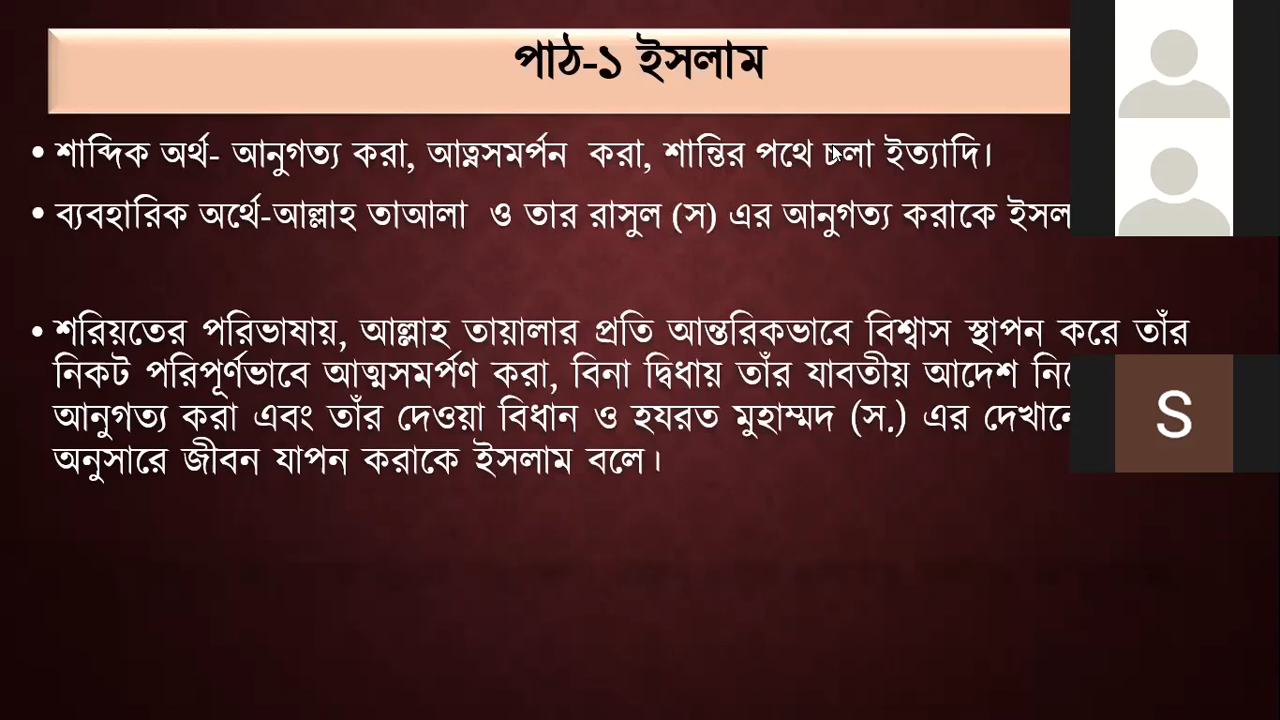 পাঠ-১ ইসলাম
• শাব্দিক অর্থ- আনুগত্য করা, আত্নসমর্পন করা, শান্তির পথে চলা ইত্যাদি।
• ব্যবহারিক অর্থে-আল্লাহ তাআলা ও তার রাসুল (স) এর আনুগত্য করাকে
• শরিয়তের পরিভাষায়, আল্লাহ তায়ালার প্রতি আন্তরিকভাবে বিশ্বাস স্থাপন করে তাঁর
নিকট পরিপূর্ণভাবে আত্মসমর্পণ করা, বিনা দ্বিধায় তাঁর যাবতীয় আদেশ
আনুগত্য করা এবং তাঁর দেওয়া বিধান ও হযরত মুহাম্মদ (স.) এর
অনুসারে জীবন যাপন করাকে ইসলাম বলে।
S